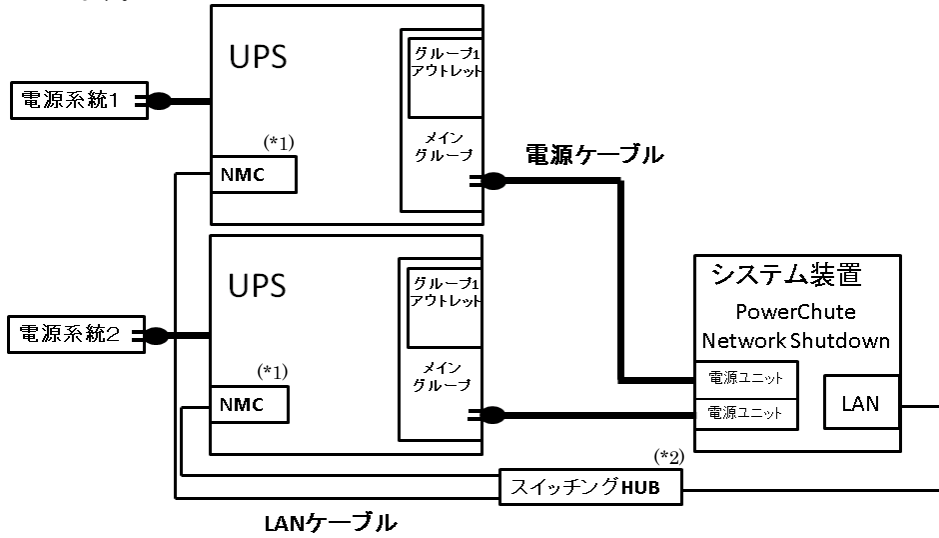 UPS
グループ1
アウトレット
電源系統1
(*1)
NMC
メイン
グループ
電源ケーブル
UPS
グループ1
アウトレット
電源系統2
(*1)
NMC
メイン
グループ
システム装置
PowerChute
Network Shutdown
電源ユニット
電源ユニット
LAN
(*2)
スイッチングHUB
LANケーブル